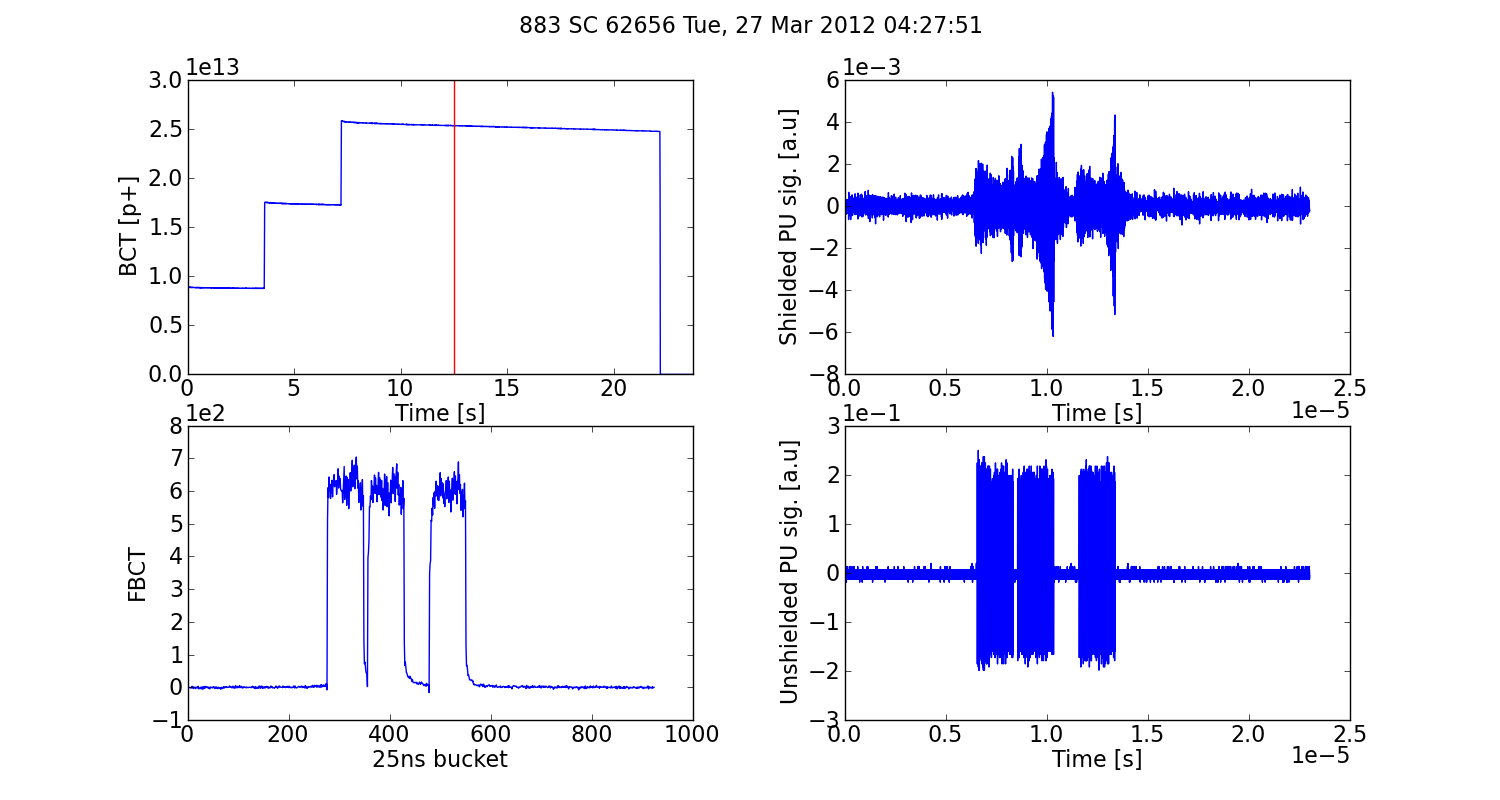 883 SC 62656 Tue, 27 Mar 2012 04:27:51
1e13
3.0
2.5
2.0
1.5
1.0
0.5
0.0
BCT [p+]
0 5 10 15 20
Time [s]
1e−3
6
4
2
0
−2
−4
−6
−8
Shielded PU sig. [a.u]
0.0 0.5 1.0 1.5 2.0 2.5
1e−5
Time [s]
1e2
8
7
6
5
4
3
2
1
0
−1
FBCT
0 200 400 600 800 1000
25ns bucket
1e−1
3
2
1
0
−1
−2
−3
Unshielded PU sig. [a.u]
0.0 0.5 1.0 1.5 2.0 2.5
1e−5
Time [s]